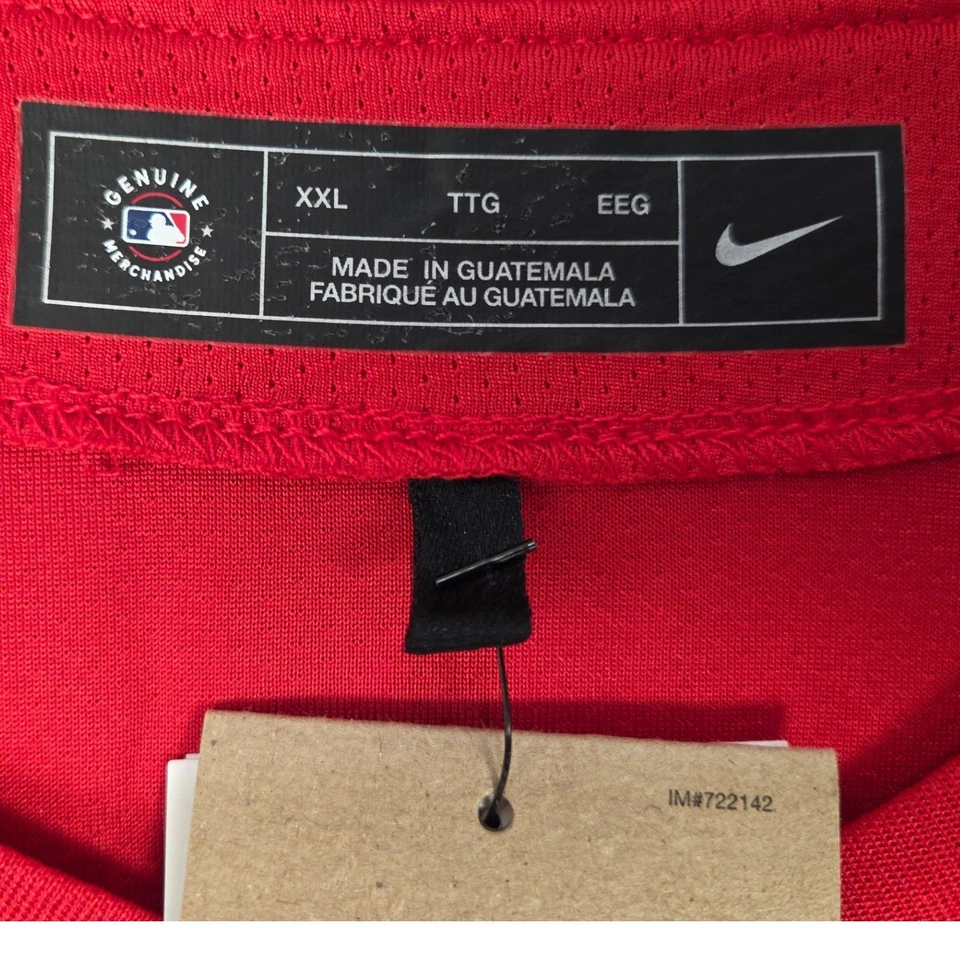 GENUINE
MERCHANDISE
XXL TTG EEG
MADE IN GUATEMALA
FABRIQUÉ AU GUATEMALA
IM#722142